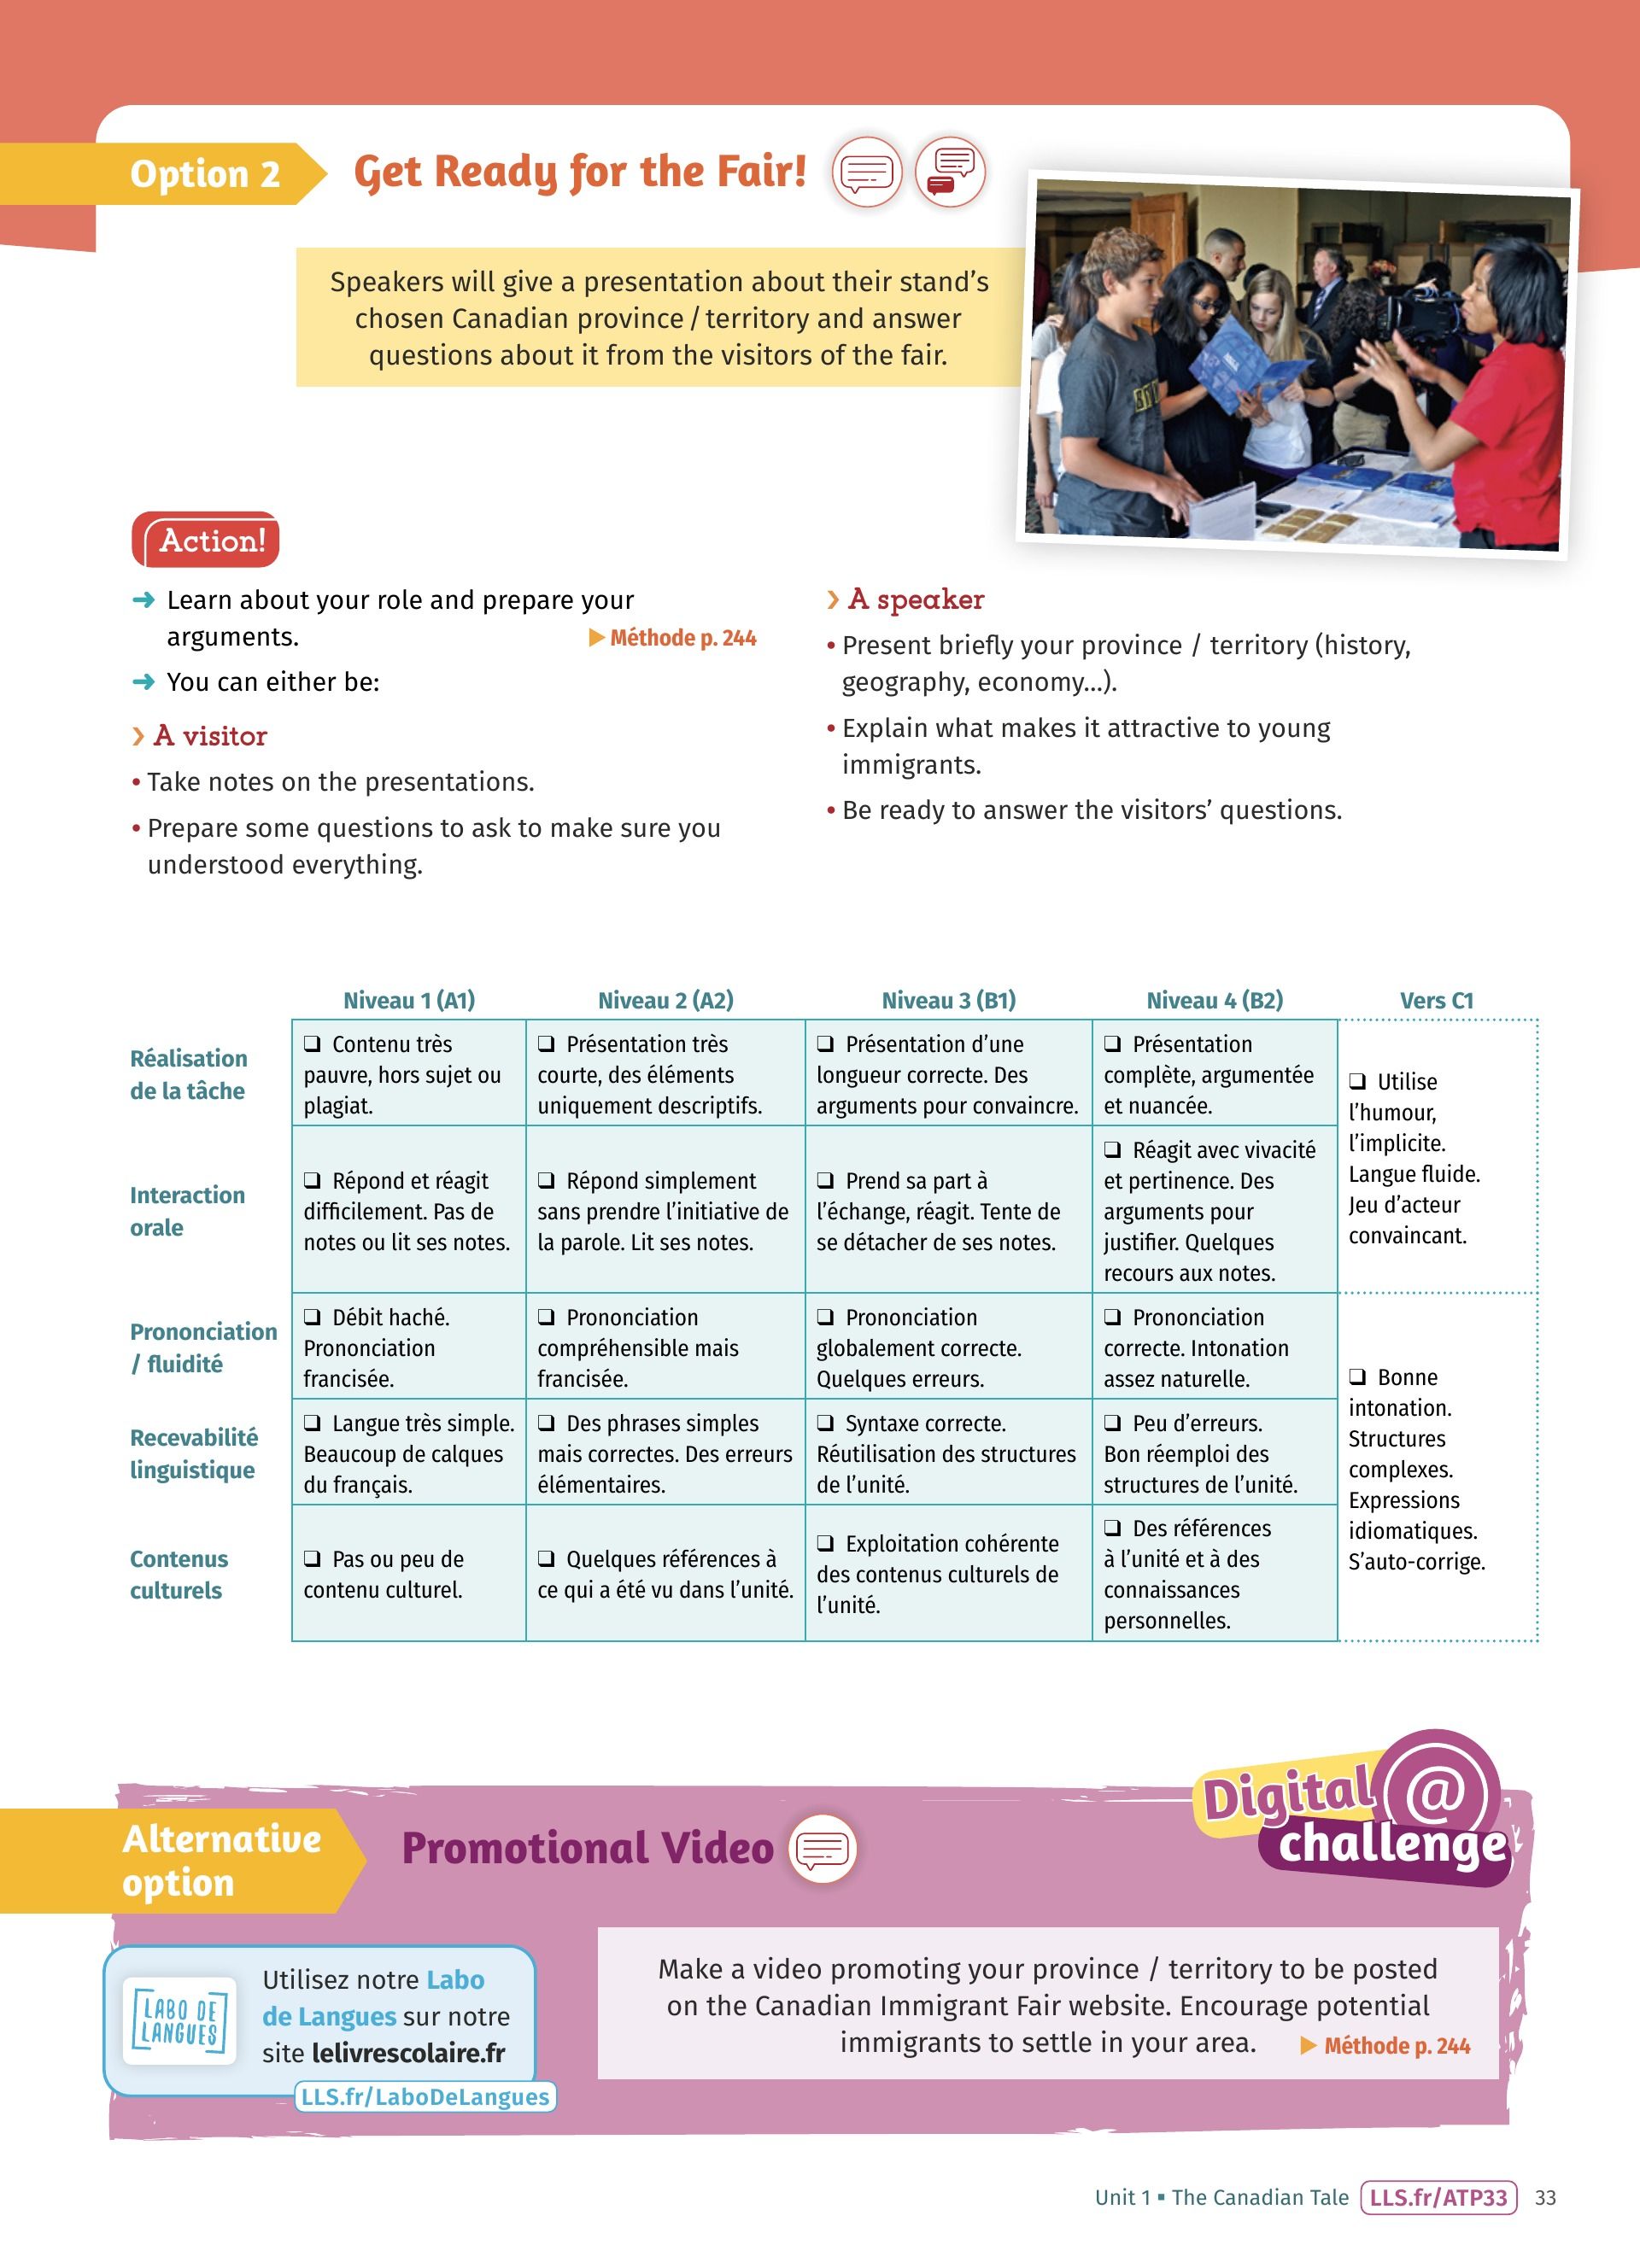 Option 2
Get Ready for the Fair!
Speakers will give a presentation about their stand’s
chosen Canadian province / territory and answer
questions about it from the visitors of the fair.
Action!
➜ Learn about your role and prepare your
arguments.
▶ Méthode p. 244
➜ You can either be:
› A visitor
• Take notes on the presentations.
• Prepare some questions to ask to make sure you
understood everything.
› A speaker
• Present briefly your province / territory (history,
geography, economy…).
• Explain what makes it attractive to young
immigrants.
• Be ready to answer the visitors’ questions.
Niveau 1 (A1)
Niveau 2 (A2)
Niveau 3 (B1)
Niveau 4 (B2)
Vers C1
Réalisation
de la tâche
❑ Contenu très
pauvre, hors sujet ou
plagiat.
❑ Présentation très
courte, des éléments
uniquement descriptifs.
❑ Présentation d’une
longueur correcte. Des
arguments pour convaincre.
❑ Présentation
complète, argumentée
et nuancée.
❑ Utilise
l’humour,
l’implicite.
Langue fluide.
Jeu d’acteur
convaincant.
Interaction
orale
❑ Répond et réagit
difficilement. Pas de
notes ou lit ses notes.
❑ Répond simplement
sans prendre l’initiative de
la parole. Lit ses notes.
❑ Prend sa part à
l’échange, réagit. Tente de
se détacher de ses notes.
❑ Réagit avec vivacité
et pertinence. Des
arguments pour
justifier. Quelques
recours aux notes.
Prononciation
/ fluidité
❑ Débit haché.
Prononciation
francisée.
❑ Prononciation
compréhensible mais
francisée.
❑ Prononciation
globalement correcte.
Quelques erreurs.
❑ Prononciation
correcte. Intonation
assez naturelle.
❑ Bonne
intonation.
Structures
complexes.
Expressions
idiomatiques.
S’auto-corrige.
Recevabilité
linguistique
❑ Langue très simple.
Beaucoup de calques
du français.
❑ Des phrases simples
mais correctes. Des erreurs
élémentaires.
❑ Syntaxe correcte.
Réutilisation des structures
de l’unité.
❑ Peu d’erreurs.
Bon réemploi des
structures de l’unité.
Contenus
culturels
❑ Pas ou peu de
contenu culturel.
❑ Quelques références à
ce qui a été vu dans l’unité.
❑ Exploitation cohérente
des contenus culturels de
l’unité.
❑ Des références
à l’unité et à des
connaissances
personnelles.
Digital @
challenge
Alternative
option
Promotional Video
LABO DE
LANGUES
Utilisez notre Labo
de Langues sur notre
site lelivrescolaire.fr
LLS.fr/LaboDeLangues
Make a video promoting your province / territory to be posted
on the Canadian Immigrant Fair website. Encourage potential
immigrants to settle in your area.
▶ Méthode p. 244
Unit 1 ▪ The Canadian Tale LLS.fr/ATP33 33